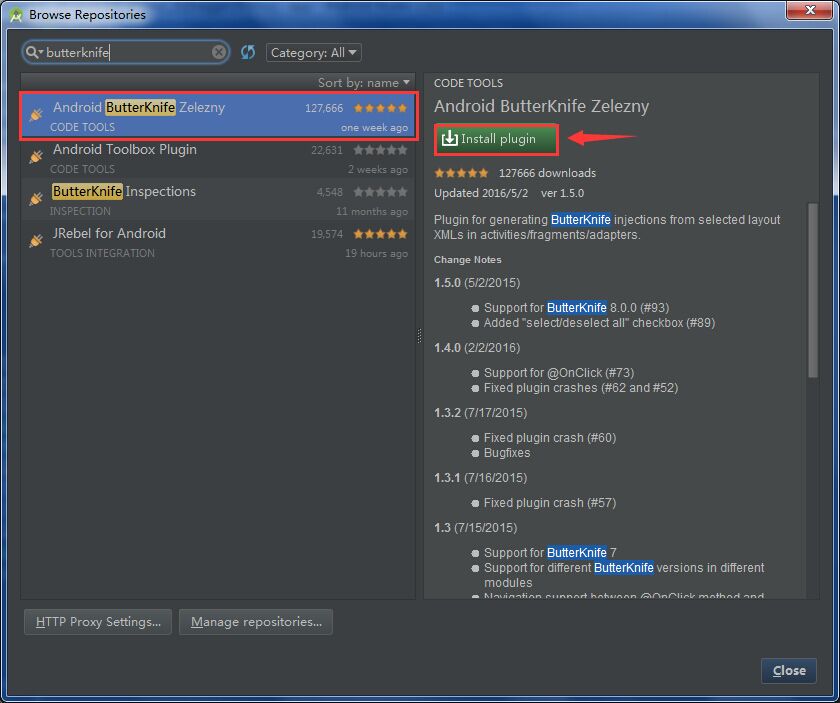 Browse Repositories
butterknife
Category: All
Sort by: name
Android ButterKnife Zelezny 127,666
CODE TOOLS one week ago
Android Toolbox Plugin 22,631
CODE TOOLS 2 weeks ago
ButterKnife Inspections 4,548
INSPECTION 11 months ago
JRebel for Android 19,574
TOOLS INTEGRATION 19 hours ago
CODE TOOLS
Android ButterKnife Zelezny
Install plugin
127666 downloads
Updated 2016/5/2 ver 1.5.0
Plugin for generating ButterKnife injections from selected layout
XMLs in activities/fragments/adapters.
Change Notes
1.5.0 (5/2/2015)
Support for ButterKnife 8.0.0 (#93)
Added "select/deselect all" checkbox (#89)
1.4.0 (2/2/2016)
Support for @OnClick (#73)
Fixed plugin crashes (#62 and #52)
1.3.2 (7/17/2015)
Fixed plugin crash (#60)
Bugfixes
1.3.1 (7/16/2015)
Fixed plugin crash (#57)
1.3 (7/15/2015)
Support for ButterKnife 7
Support for different ButterKnife versions in different
modules
Navigation support between @OnClick method and
HTTP Proxy Settings...
Manage repositories...
Close